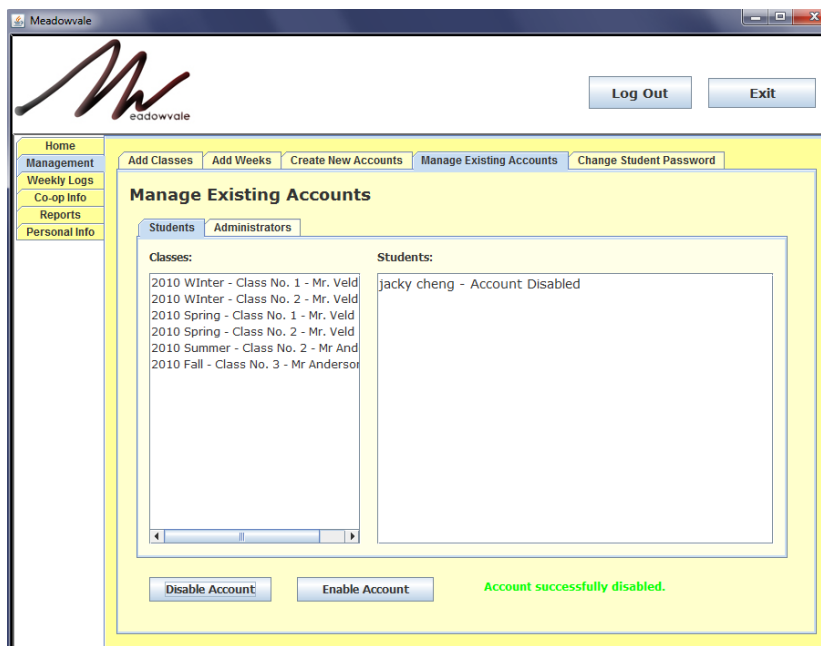 Meadowvale
eadowvale
Log Out
Exit
Home
Management
Weekly Logs
Co-op Info
Reports
Personal Info
Add Classes
Add Weeks
Create New Accounts
Manage Existing Accounts
Change Student Password
Manage Existing Accounts
Students
Administrators
Classes:
Students:
2010 WInter - Class No. 1 - Mr. Veld
2010 WInter - Class No. 2 - Mr. Veld
2010 Spring - Class No. 1 - Mr. Veld
2010 Spring - Class No. 2 - Mr. Veld
2010 Summer - Class No. 2 - Mr And
2010 Fall - Class No. 3 - Mr Anderson
jacky cheng - Account Disabled
Disable Account
Enable Account
Account successfully disabled.